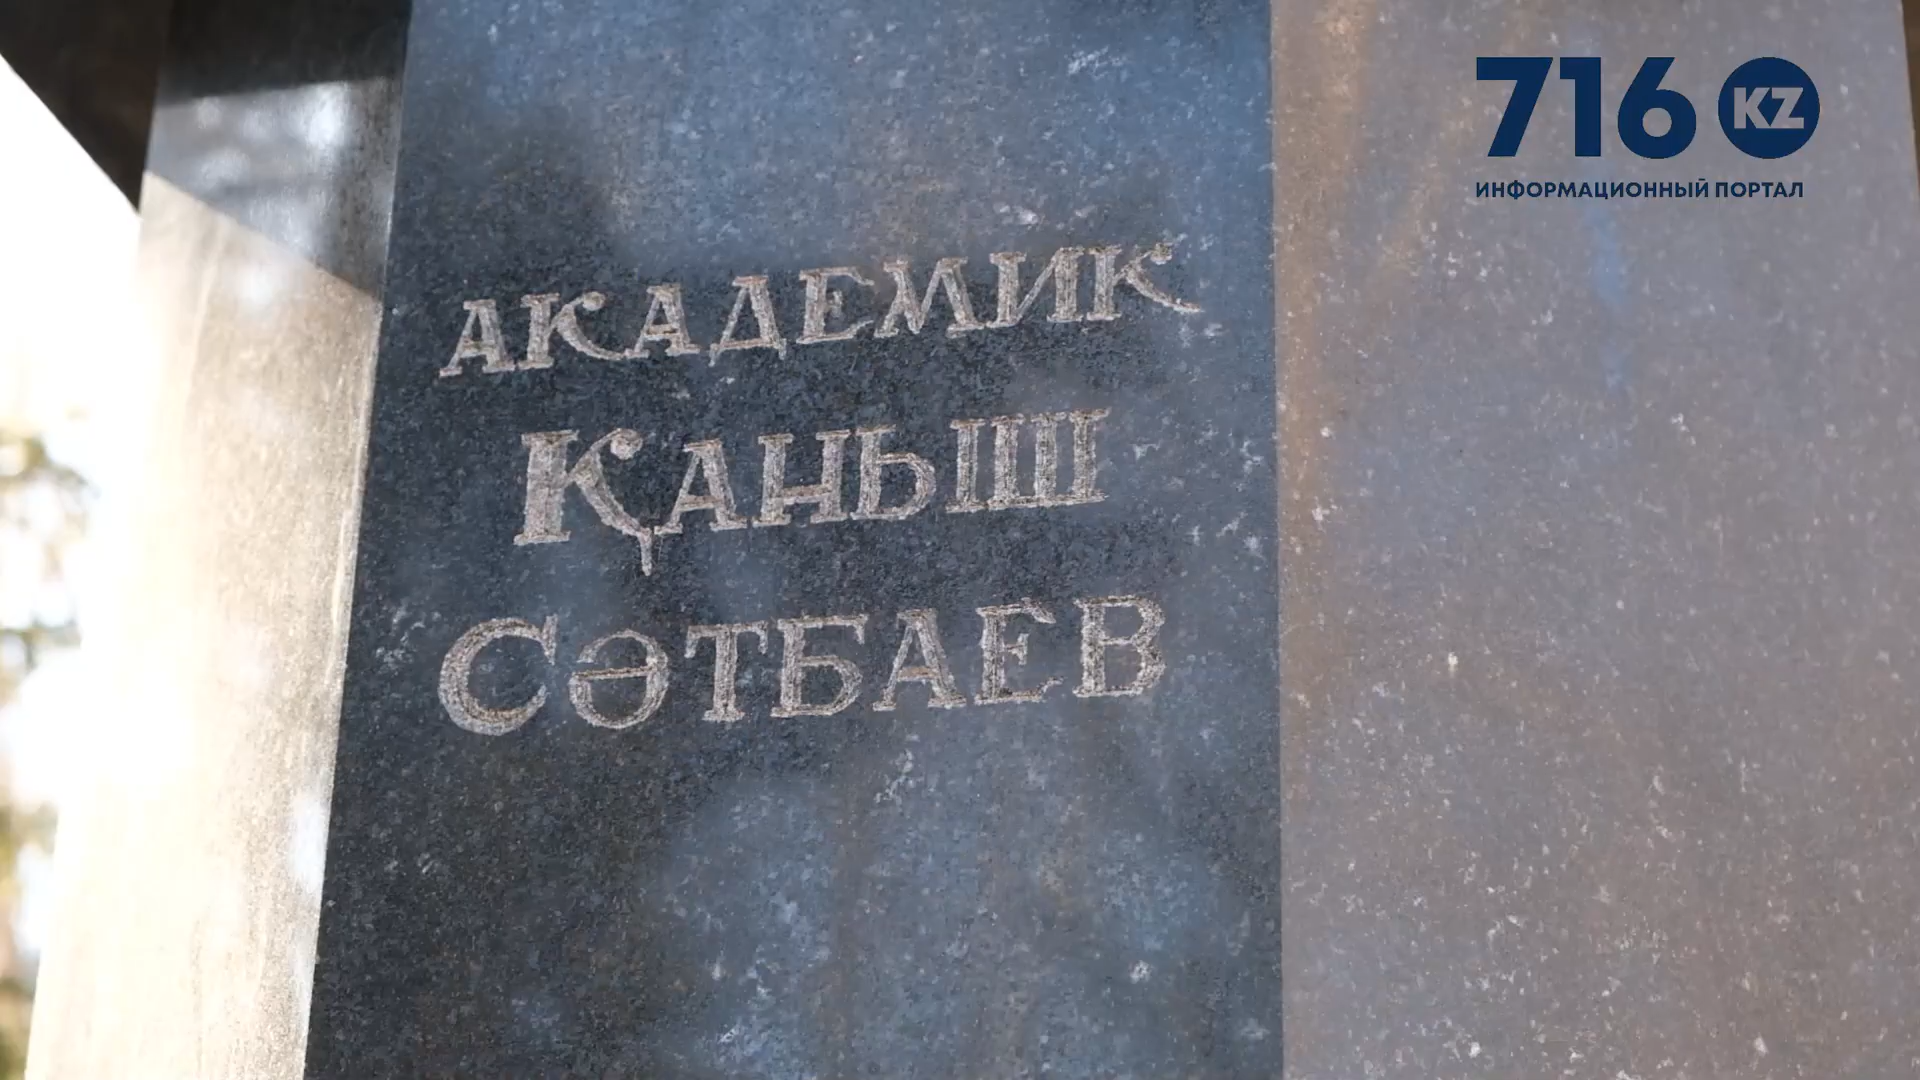 716 KZ
ИНФОРМАЦИОННЫЙ ПОРТАЛ
АКАДЕМИК
ҚАНЫШ
СӘТБАЕВ